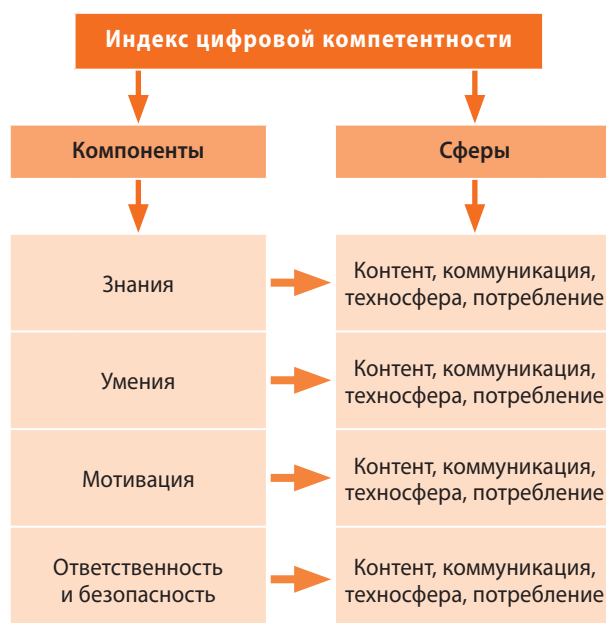 Индекс цифровой компетентности
Компоненты
Сферы
Знания
Контент, коммуникация,
техносфера, потребление
Умения
Контент, коммуникация,
техносфера, потребление
Мотивация
Контент, коммуникация,
техносфера, потребление
Ответственность
и безопасность
Контент, коммуникация,
техносфера, потребление